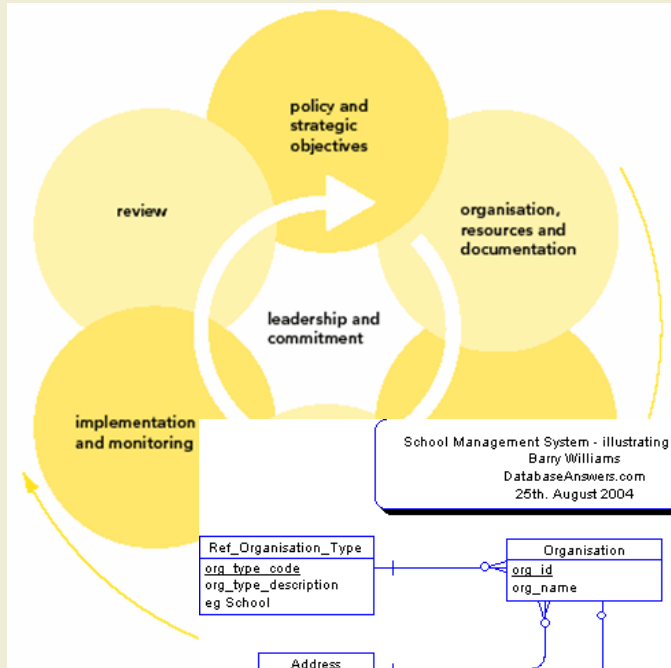 policy and
strategic
objectives
review
organisation,
resources and
documentation
leadership and
commitment
implementation
and monitoring
School Management System - illustrating
Barry Williams
DatabaseAnswers.com
25th. August 2004
Ref_Organisation_Type
org_type_code
org_type_description
eg School
Organisation
org_id
org_name
Address